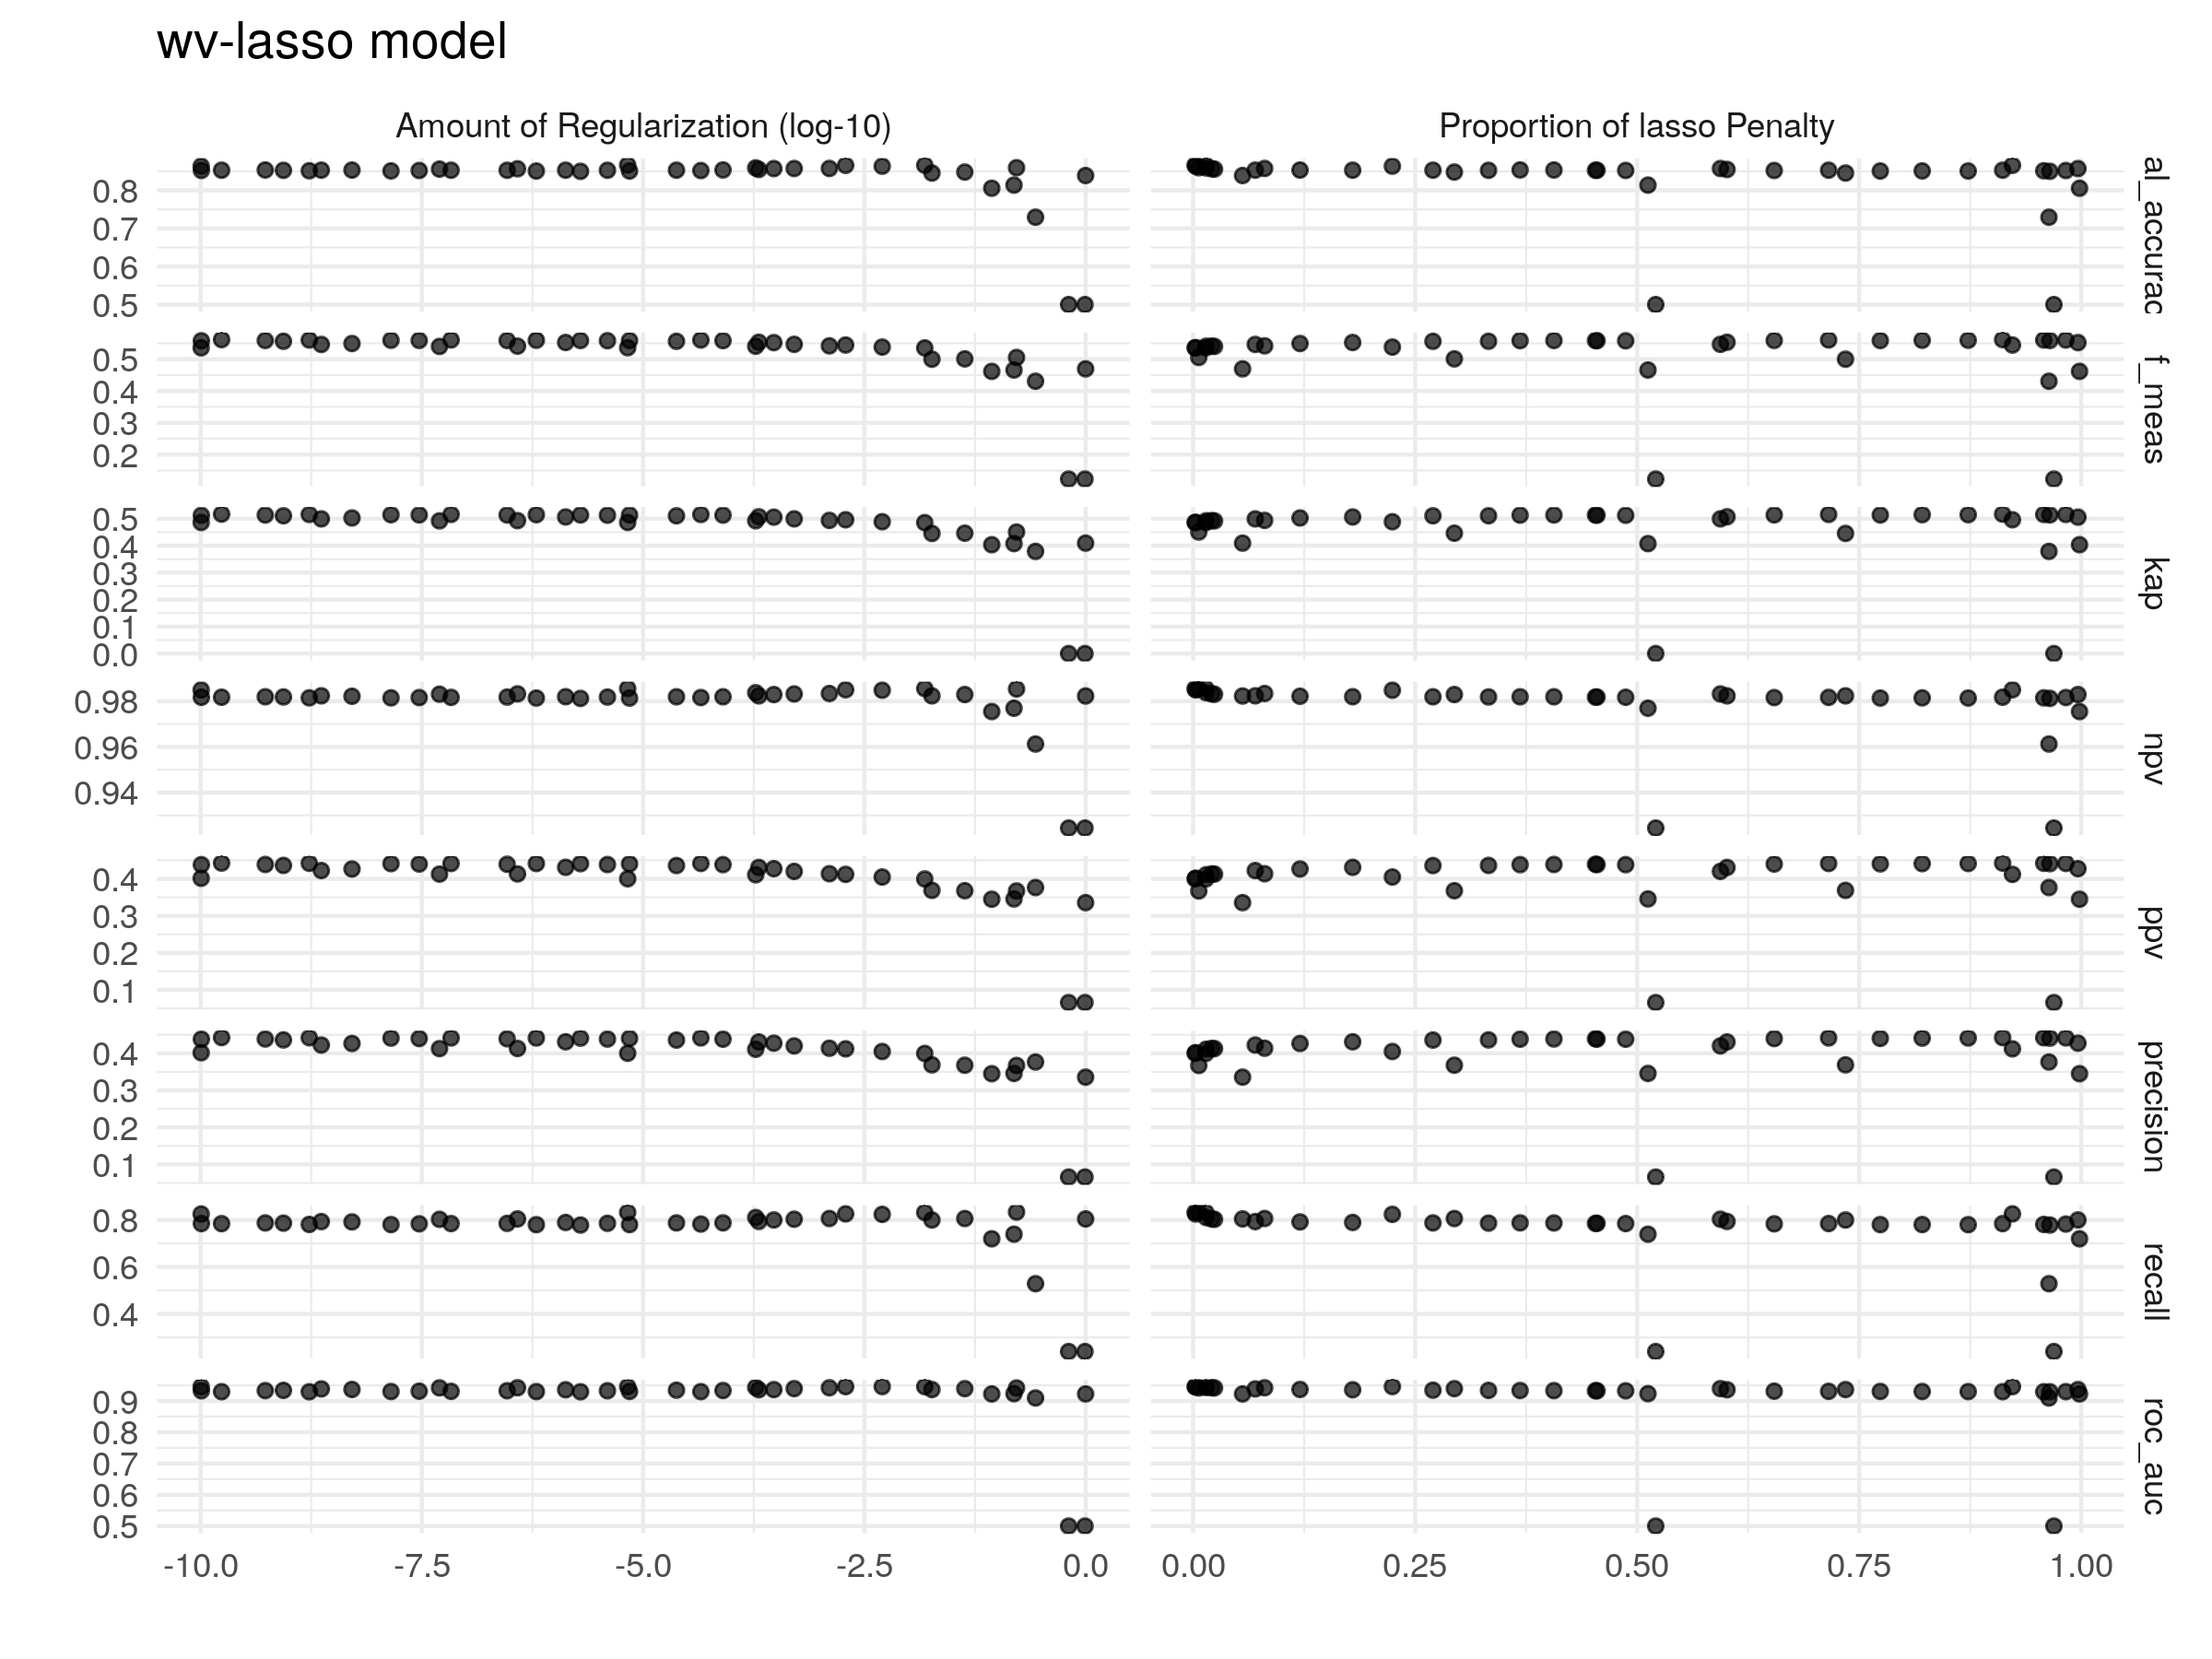 wv-lasso model
Amount of Regularization (log-10)
Proportion of lasso Penalty
0.8
0.7
0.6
0.5
al_accurac
0.5
0.4
0.3
0.2
f_meas
0.5
0.4
0.3
0.2
0.1
0.0
kap
0.98
0.96
0.94
npv
0.4
0.3
0.2
0.1
ppv
0.4
0.3
0.2
0.1
precision
0.8
0.6
0.4
recall
0.9
0.8
0.7
0.6
0.5
roc_auc
-10.0 -7.5 -5.0 -2.5 0.0
0.00 0.25 0.50 0.75 1.00